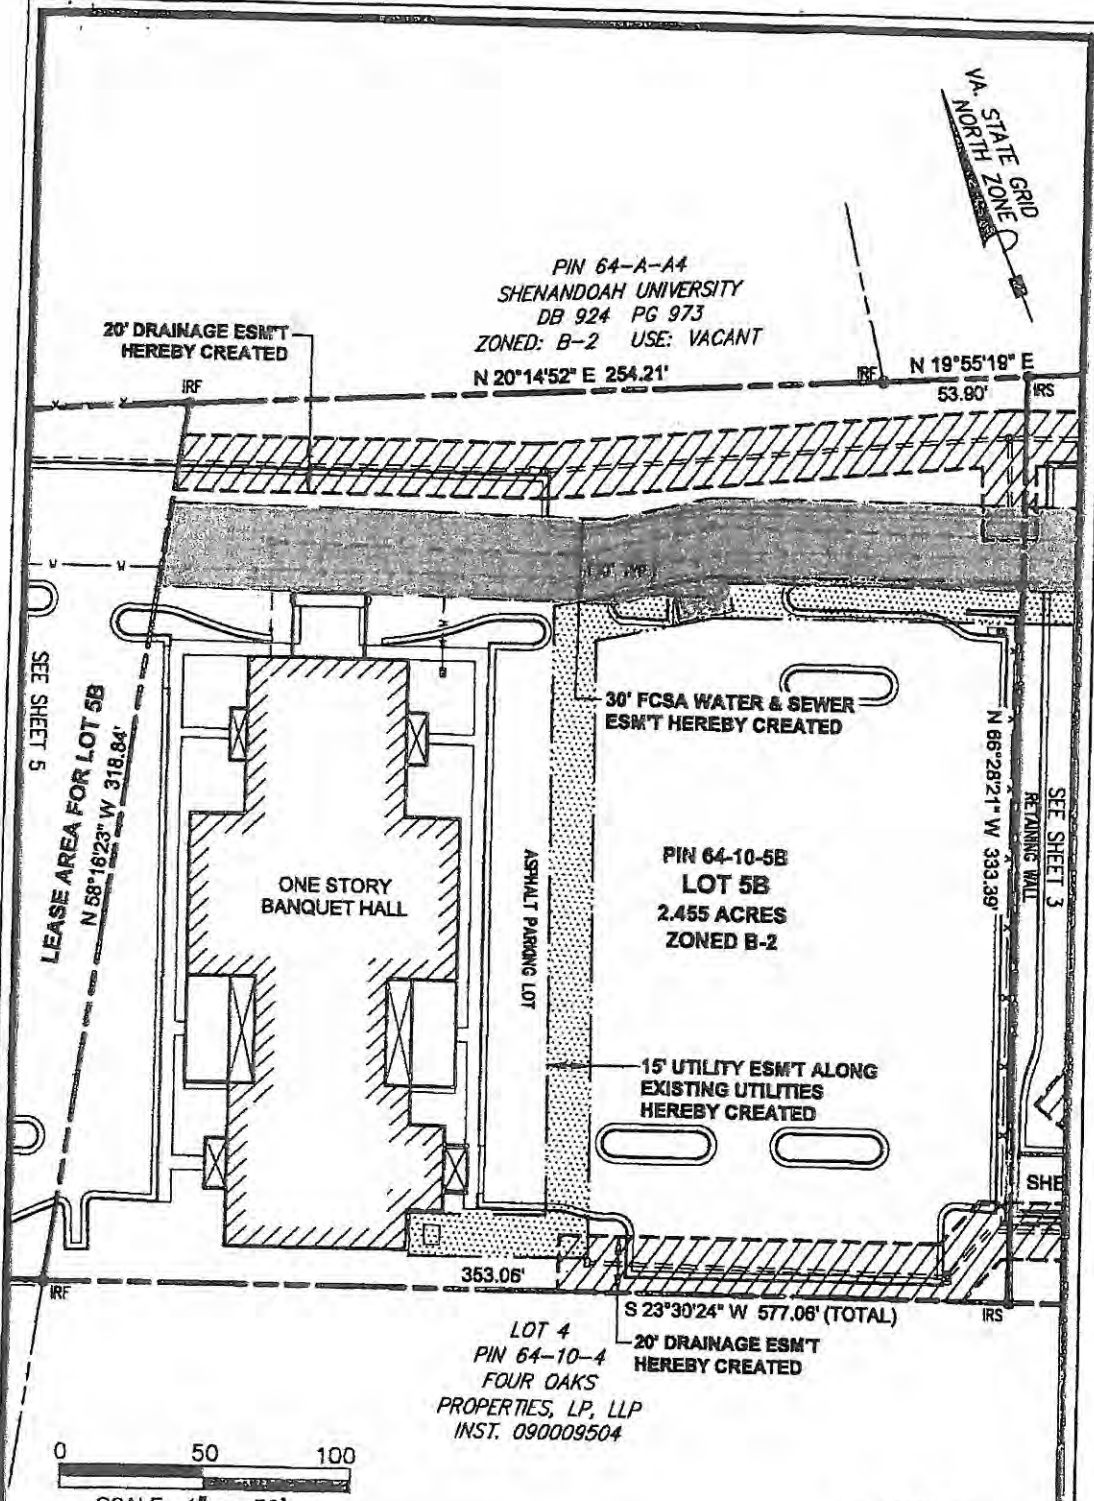 VA. STATE GRID
NORTH ZONE
PIN 64-A-A4
SHENANDOAH UNIVERSITY
DB 924 PG 973
ZONED: B-2 USE: VACANT
20' DRAINAGE ESM'T
HEREBY CREATED
IRF
N 20°14'52" E 254.21'
IRF
N 19°55'19" E
53.90'
IRS
W W
SEE SHEET 5
LEASE AREA FOR LOT 5B
N 58°16'23" W 318.84'
30' FCSA WATER & SEWER
ESM'T HEREBY CREATED
N 66°28'21" W 333.39'
RETAINING WALL
SEE SHEET 3
ONE STORY
BANQUET HALL
ASPHALT PARKING LOT
PIN 64-10-5B
LOT 5B
2.455 ACRES
ZONED B-2
15' UTILITY ESM'T ALONG
EXISTING UTILITIES
HEREBY CREATED
SHE
IRF
353.06'
S 23°30'24" W 577.06' (TOTAL)
IRS
LOT 4
PIN 64-10-4
FOUR OAKS
PROPERTIES, LP, LLP
INST. 090009504
20' DRAINAGE ESM'T
HEREBY CREATED
0 50 100